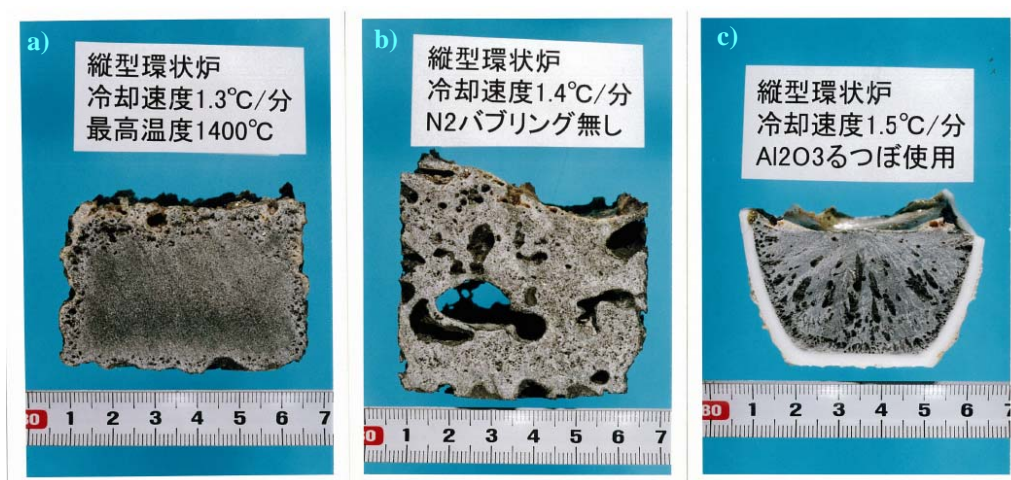 a)
縦型環状炉
冷却速度1.3℃/分
最高温度1400℃
80 1 2 3 4 5 6 7
b)
縦型環状炉
冷却速度1.4℃/分
N2バブリング無し
80 1 2 3 4 5 6 7
c)
縦型環状炉
冷却速度1.5℃/分
Al2O3るつぼ使用
80 1 2 3 4 5 6 7